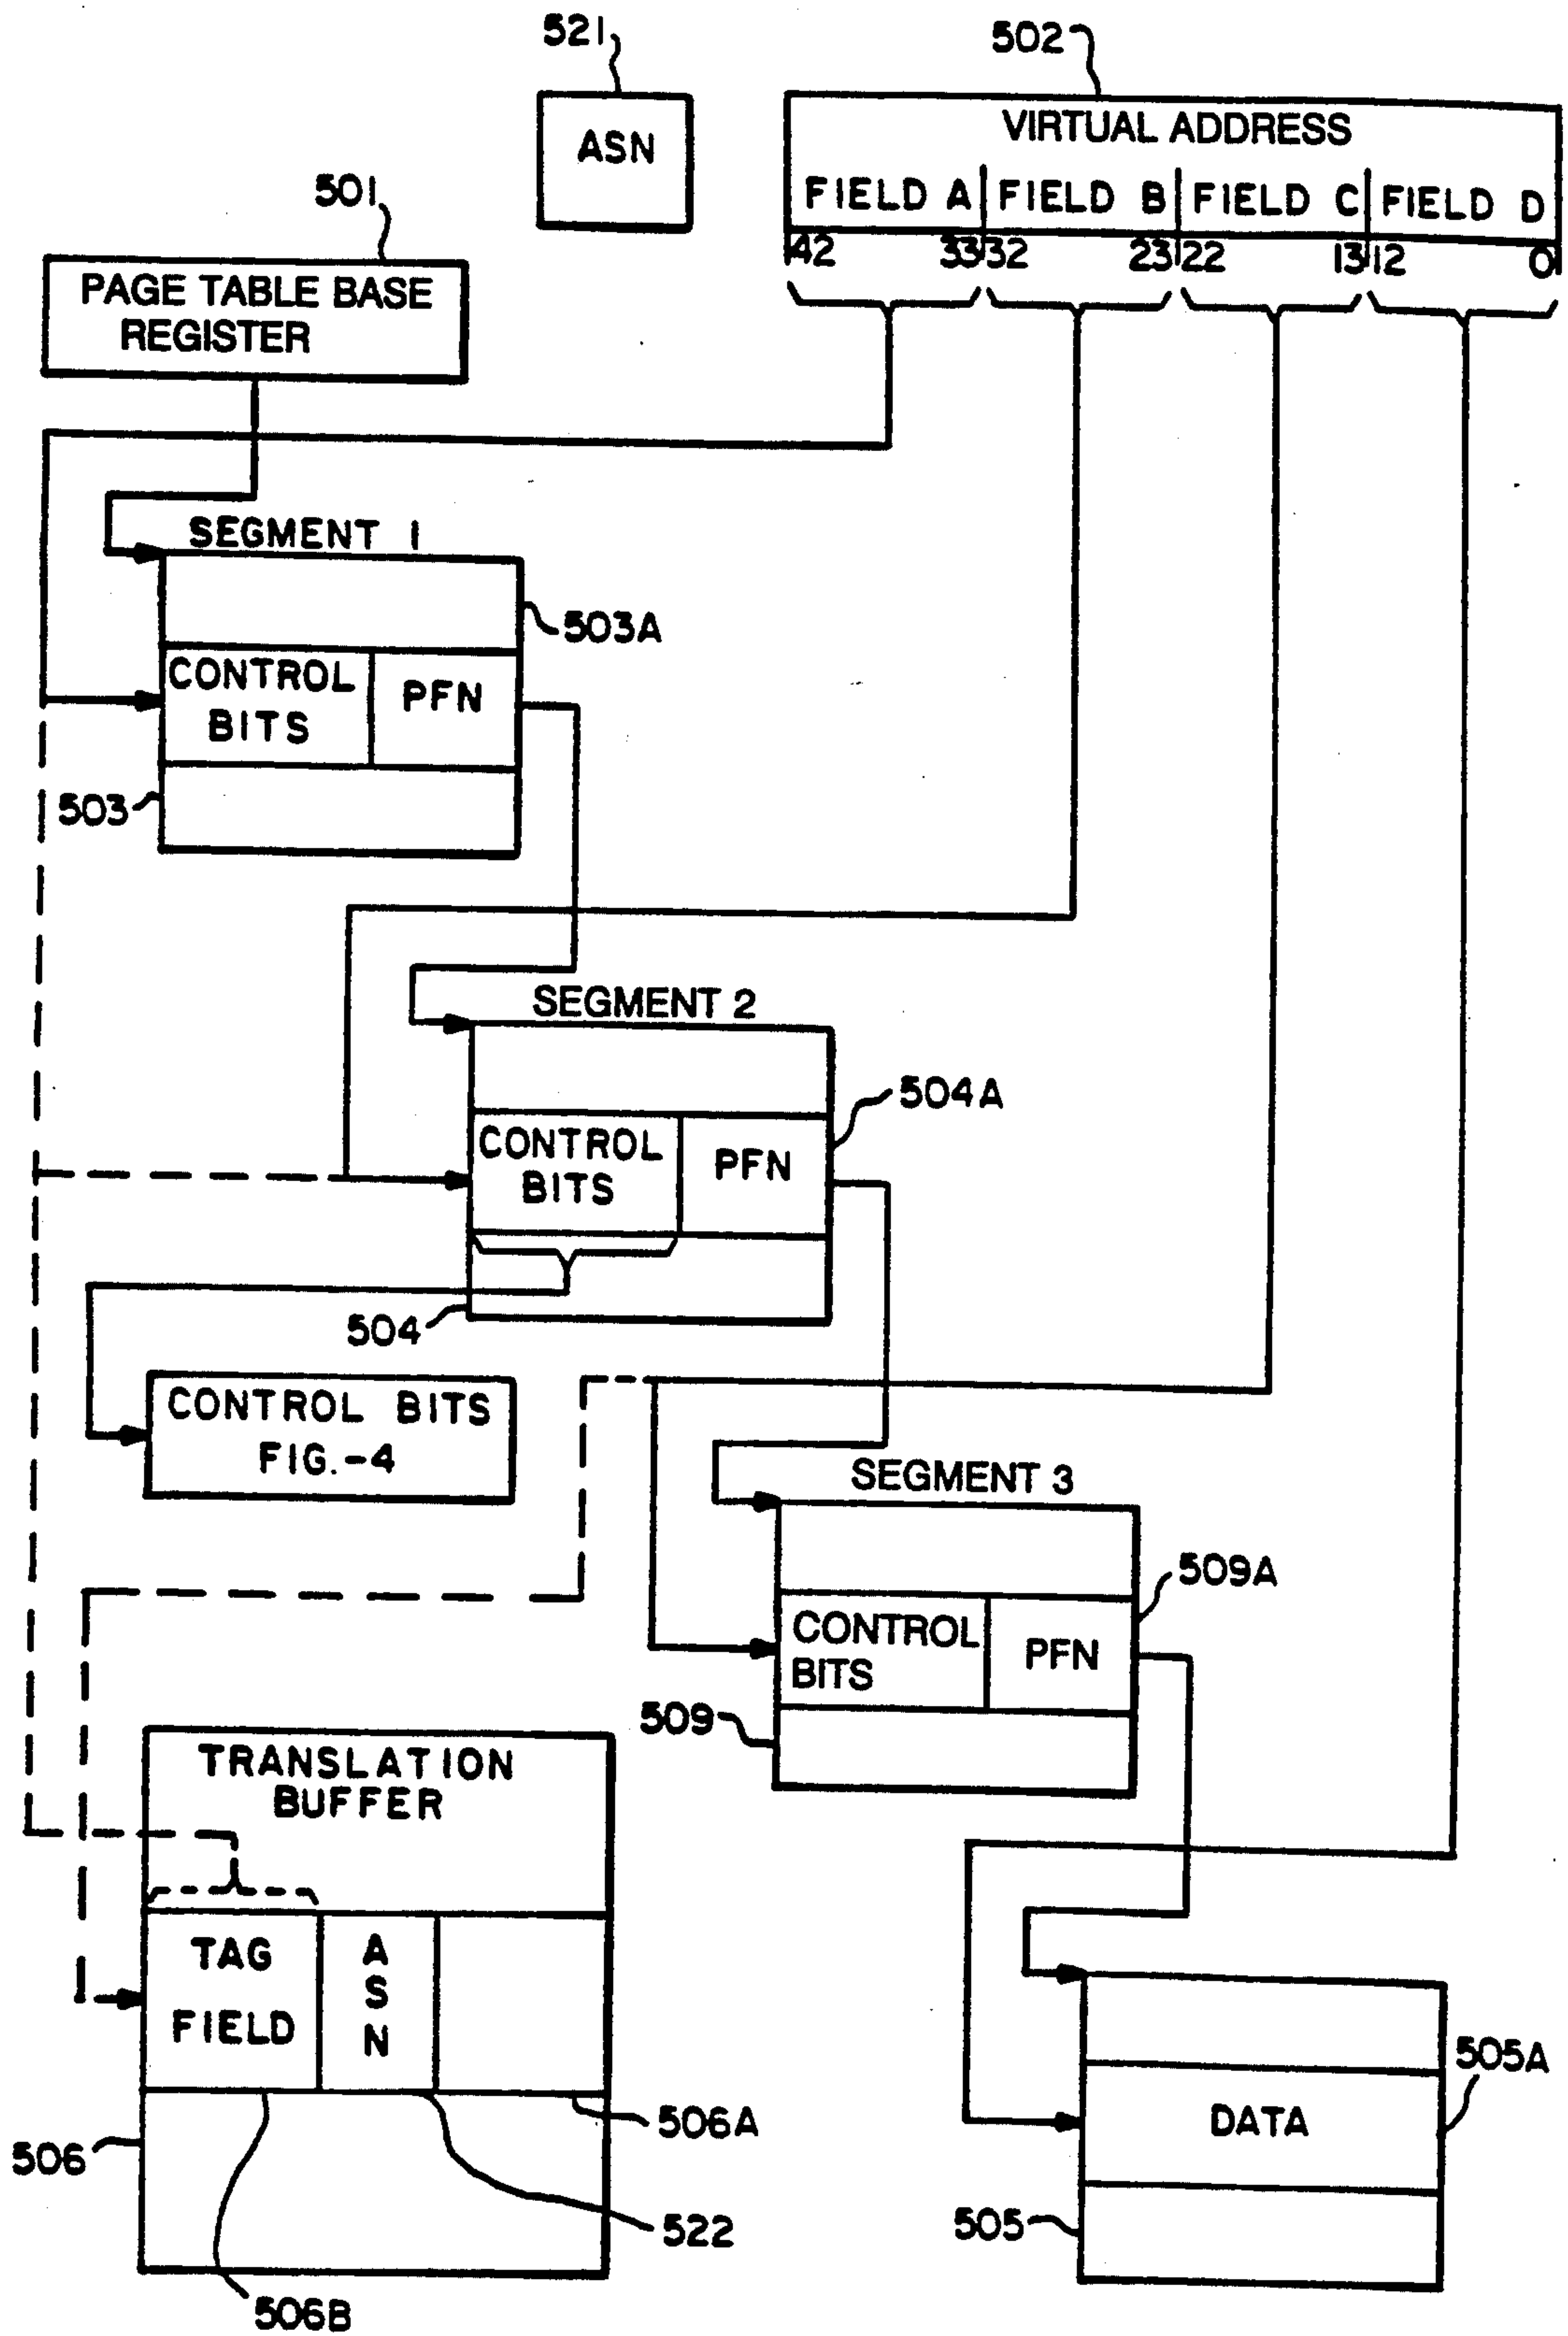 521
502
ASN
VIRTUAL ADDRESS
FIELD A FIELD B FIELD C FIELD D
42 33 32 23 22 13 12 0
501
PAGE TABLE BASE
REGISTER
SEGMENT 1
503A
CONTROL
BITS
PFN
503
SEGMENT 2
504A
CONTROL
BITS
PFN
504
CONTROL BITS
FIG.-4
SEGMENT 3
509A
CONTROL
BITS
PFN
509
TRANSLATION
BUFFER
TAG
FIELD
A
S
N
505A
DATA
506A
506
522
505
506B